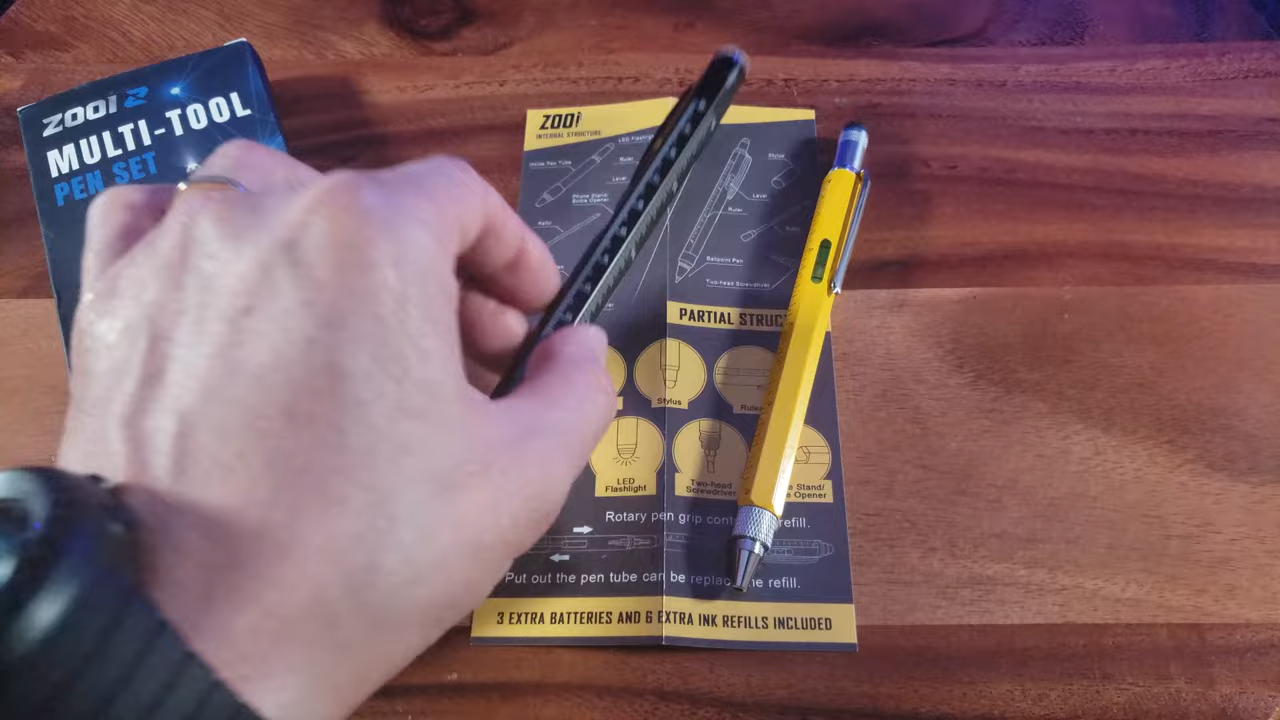 ZOOi Z
MULTI-TOOL
PEN SET
ZOOi
INTERNAL STRUCTURE
LED Flashlight
Inside Pen Tube
Ruler
Level
Phone Stand/
Bottle Opener
Refill
Stylus
Level
Ruler
Ballpoint Pen
Two-head Screwdriver
PARTIAL
Stylus
Ruler
LED
Flashlight
Two-head
Screwdriver
Stand/
Opener
Rotary pen grip refill.
Put out the pen tube can be refill.
3 EXTRA BATTERIES AND 6 EXTRA INK REFILLS INCLUDED